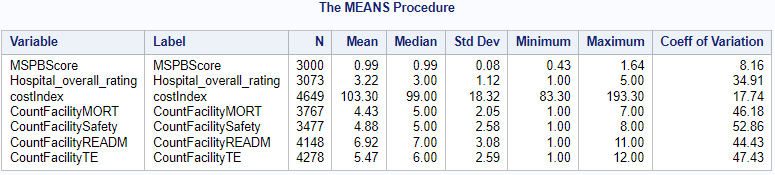 The MEANS Procedure
Variable Label N Mean Median Std Dev Minimum Maximum Coeff of Variation
MSPBScore MSPBScore 3000 0.99 0.99 0.08 0.43 1.64 8.16
Hospital_overall_rating Hospital_overall_rating 3073 3.22 3.00 1.12 1.00 5.00 34.91
costIndex costIndex 4649 103.30 99.00 18.32 83.30 193.30 17.74
CountFacilityMORT CountFacilityMORT 3767 4.43 5.00 2.05 1.00 7.00 46.18
CountFacilitySafety CountFacilitySafety 3477 4.88 5.00 2.58 1.00 8.00 52.86
CountFacilityREADM CountFacilityREADM 4148 6.92 7.00 3.08 1.00 11.00 44.43
CountFacilityTE CountFacilityTE 4278 5.47 6.00 2.59 1.00 12.00 47.43